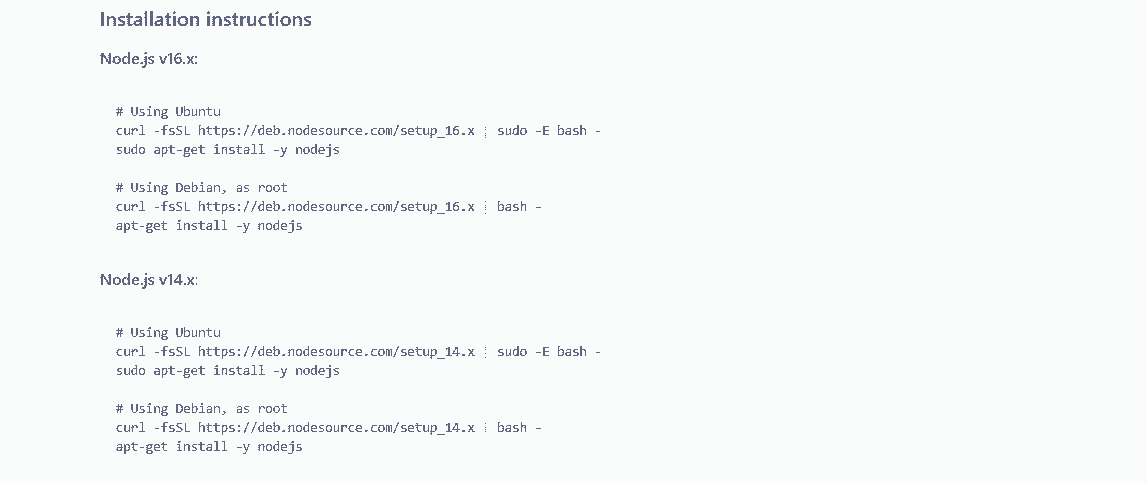 Installation instructions
Node.js v16.x:
# Using Ubuntu
curl -fsSL https://deb.nodesource.com/setup_16.x | sudo -E bash -
sudo apt-get install -y nodejs
# Using Debian, as root
curl -fsSL https://deb.nodesource.com/setup_16.x | bash -
apt-get install -y nodejs
Node.js v14.x:
# Using Ubuntu
curl -fsSL https://deb.nodesource.com/setup_14.x | sudo -E bash -
sudo apt-get install -y nodejs
# Using Debian, as root
curl -fsSL https://deb.nodesource.com/setup_14.x | bash -
apt-get install -y nodejs